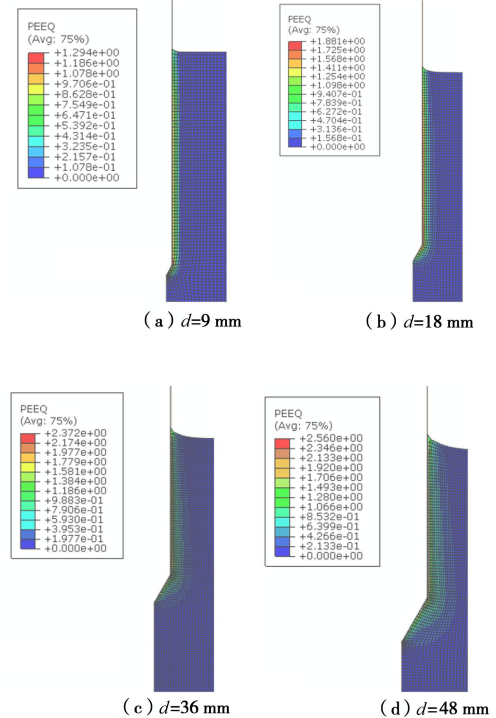 PEEQ
(Avg: 75%)
+1.294e+00
+1.186e+00
+1.078e+00
+9.706e-01
+8.628e-01
+7.549e-01
+6.471e-01
+5.392e-01
+4.314e-01
+3.235e-01
+2.157e-01
+1.078e-01
+0.000e+00
(a) d=9 mm
PEEQ
(Avg: 75%)
+1.881e+00
+1.725e+00
+1.568e+00
+1.411e+00
+1.254e+00
+1.098e+00
+9.407e-01
+7.839e-01
+6.272e-01
+4.704e-01
+3.136e-01
+1.568e-01
+0.000e+00
(b) d=18 mm
PEEQ
(Avg: 75%)
+2.372e+00
+2.174e+00
+1.977e+00
+1.779e+00
+1.581e+00
+1.384e+00
+1.186e+00
+9.883e-01
+7.906e-01
+5.930e-01
+3.953e-01
+1.977e-01
+0.000e+00
(c) d=36 mm
PEEQ
(Avg: 75%)
+2.560e+00
+2.346e+00
+2.133e+00
+1.920e+00
+1.706e+00
+1.493e+00
+1.280e+00
+1.066e+00
+8.532e-01
+6.399e-01
+4.266e-01
+2.133e-01
+0.000e+00
(d) d=48 mm